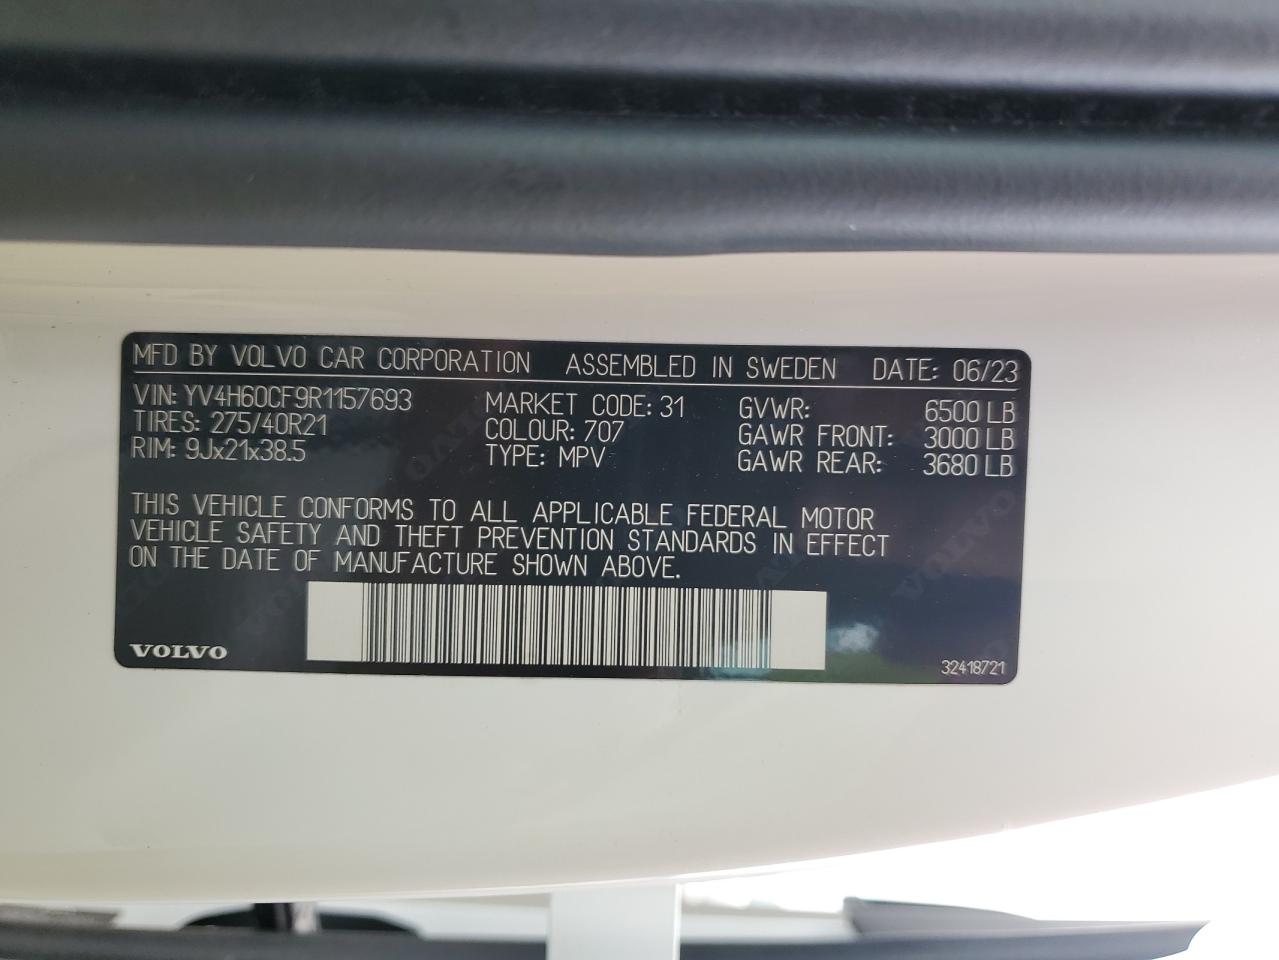 MFD BY VOLVO CAR CORPORATION ASSEMBLED IN SWEDEN DATE: 06/23
VIN: YV4H60CF9R1157693 MARKET CODE: 31 GVWR: 6500 LB
TIRES: 275/40R21 COLOUR: 707 GAWR FRONT: 3000 LB
RIM: 9Jx21x38.5 TYPE: MPV GAWR REAR: 3680 LB
THIS VEHICLE CONFORMS TO ALL APPLICABLE FEDERAL MOTOR
VEHICLE SAFETY AND THEFT PREVENTION STANDARDS IN EFFECT
ON THE DATE OF MANUFACTURE SHOWN ABOVE.
VOLVO
32418721